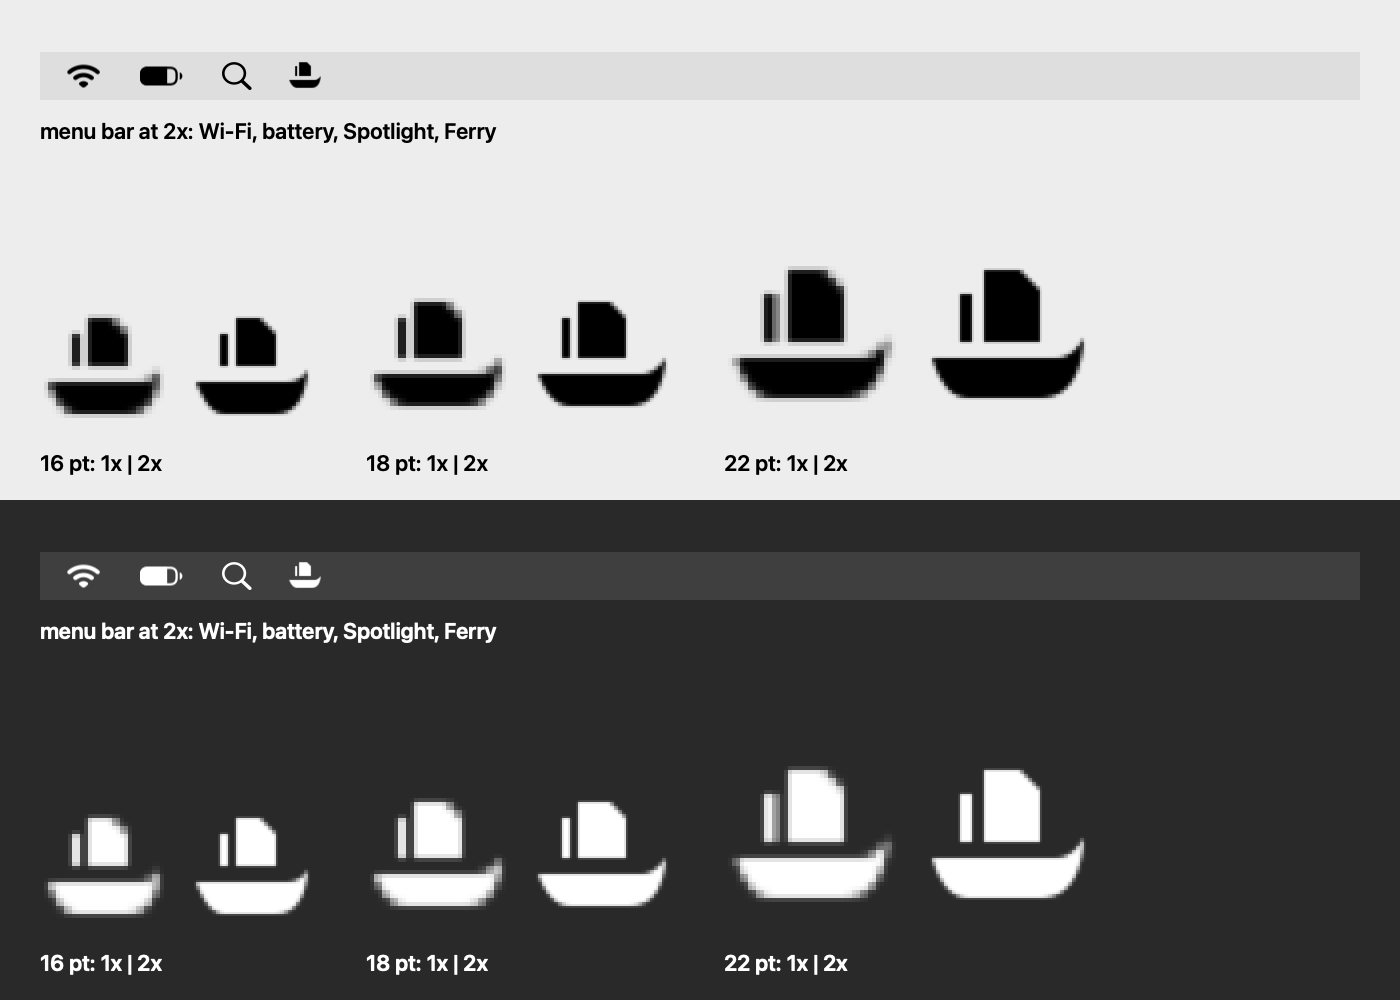 menu bar at 2x: Wi-Fi, battery, Spotlight, Ferry
16 pt: 1x | 2x
18 pt: 1x | 2x
22 pt: 1x | 2x
menu bar at 2x: Wi-Fi, battery, Spotlight, Ferry
16 pt: 1x | 2x
18 pt: 1x | 2x
22 pt: 1x | 2x